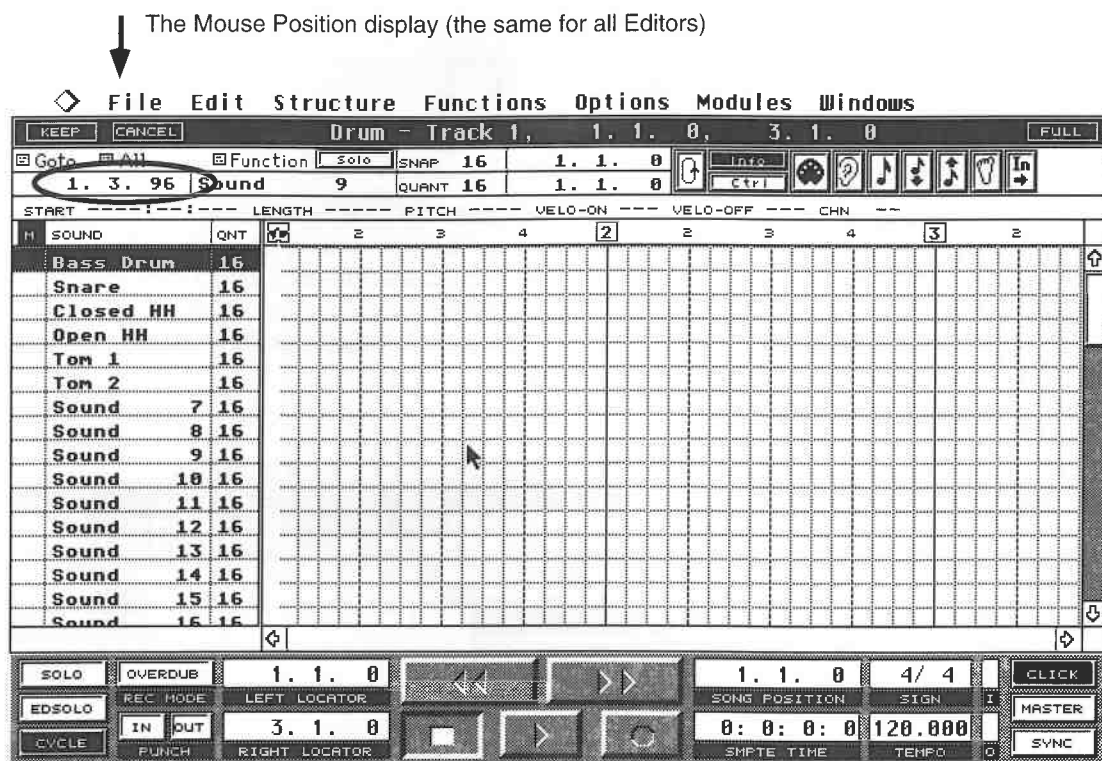 The Mouse Position display (the same for all Editors)
File Edit Structure Functions Options Modules Windows
KEEP CANCEL Drum – Track 1, 1. 1. 0, 3. 1. 0 FULL
Goto All Function Solo SNAP 16 1. 1. 0 Info In
1. 3. 96 Sound 9 QUANT 16 1. 1. 0 Ctrl
START -----:--:--- LENGTH ----- PITCH ---- VELO-ON --- VELO-OFF --- CHN --
M SOUND QNT 2 3 4 2 2 3 4 3 2
Bass Drum 16
Snare 16
Closed HH 16
Open HH 16
Tom 1 16
Tom 2 16
Sound 7 16
Sound 8 16
Sound 9 16
Sound 10 16
Sound 11 16
Sound 12 16
Sound 13 16
Sound 14 16
Sound 15 16
Sound 16 16
SOLO OVERDUB 1. 1. 0 1. 1. 0 4/ 4 CLICK
REC MODE LEFT LOCATOR SONG POSITION SIGN I
EDSOLO MASTER
IN OUT 3. 1. 0 0: 0: 0: 0 120.000
CYCLE PUNCH RIGHT LOCATOR SMPTE TIME TEMPO O SYNC